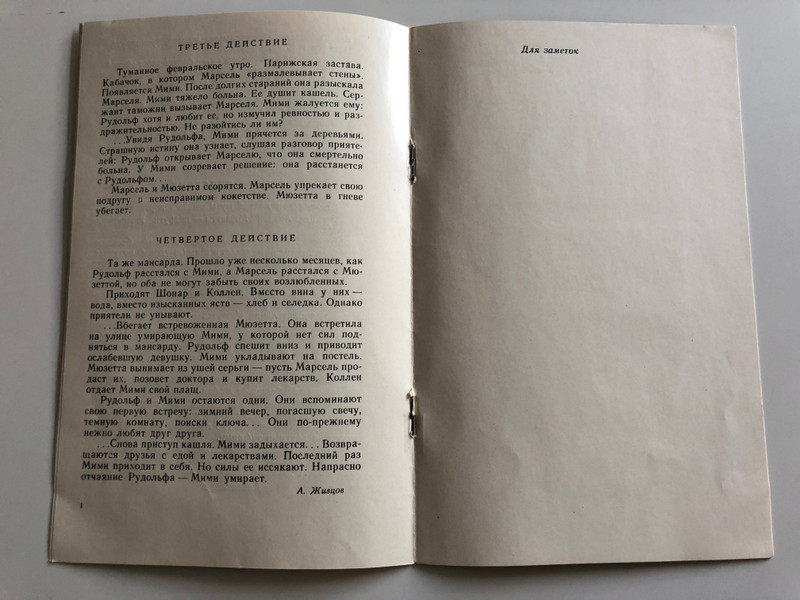 ТРЕТЬЕ ДЕЙСТВИЕ
Туманное февральское утро. Парижская застава.
Кабачок, в котором Марсель «размалевывает стены».
Появляется Мими. После долгих стараний она разыскала
Марселя. Мими тяжело больна. Ее душит кашель. Сер-
жант таможни вызывает Марселя. Мими жалуется ему:
Рудольф хотя и любит ее, но измучил ревностью и раз-
дражительностью. Не разойтись ли им?
...Увидя Рудольфа, Мими прячется за деревьями.
Страшную истину она узнает, слушая разговор прияте-
лей: Рудольф открывает Марселю, что она смертельно
больна. У Мими созревает решение: она расстанется
с Рудольфом...
Марсель и Мюзетта ссорятся. Марсель упрекает свою
подругу в неисправимом кокетстве. Мюзетта в гневе
убегает.
ЧЕТВЕРТОЕ ДЕЙСТВИЕ
Та же мансарда. Прошло уже несколько месяцев, как
Рудольф расстался с Мими, а Марсель расстался с Мю-
зеттой, но оба не могут забыть своих возлюбленных.
Приходят Шонар и Коллен. Вместо вина у них —
вода, вместо изысканных яств — хлеб и селедка. Однако
приятели не унывают.
...Вбегает встревоженная Мюзетта. Она встретила
на улице умирающую Мими, у которой нет сил под-
няться в мансарду. Рудольф спешит вниз и приводит
ослабевшую девушку. Мими укладывают на постель.
Мюзетта вынимает из ушей серьги — пусть Марсель про-
даст их, позовет доктора и купит лекарств. Коллен
отдает Мими свой плащ.
Рудольф и Мими остаются одни. Они вспоминают
свою первую встречу: зимний вечер, погасшую свечу,
темную комнату, поиски ключа... Они по-прежнему
нежно любят друг друга.
...Снова приступ кашля. Мими задыхается... Возвра-
щаются друзья с едой и лекарствами. Последний раз
Мими приходит в себя. Но силы ее иссякают. Напрасно
отчаяние Рудольфа — Мими умирает.
А. Живцов
Для заметок